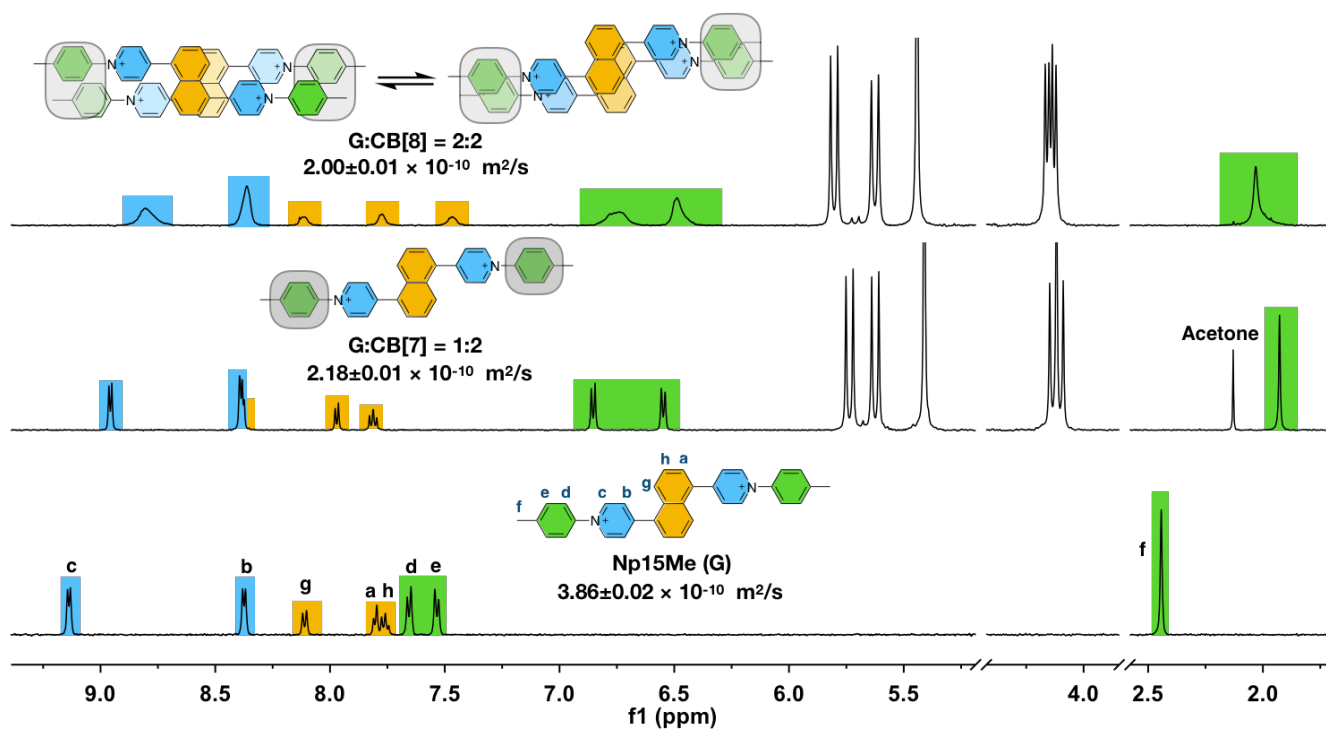 N
+
N
+
N
+
N
+
N
+
N
+
N
+
N
+
G:CB[8] = 2:2
2.00±0.01 × 10-10 m2/s
N
+
N
+
G:CB[7] = 1:2
2.18±0.01 × 10-10 m2/s
Acetone
h a
g
e d c b
f
N
+
N
+
Np15Me (G)
3.86±0.02 × 10-10 m2/s
c b g a h d e f
9.0 8.5 8.0 7.5 7.0 6.5 6.0 5.5 4.0 2.5 2.0
f1 (ppm)